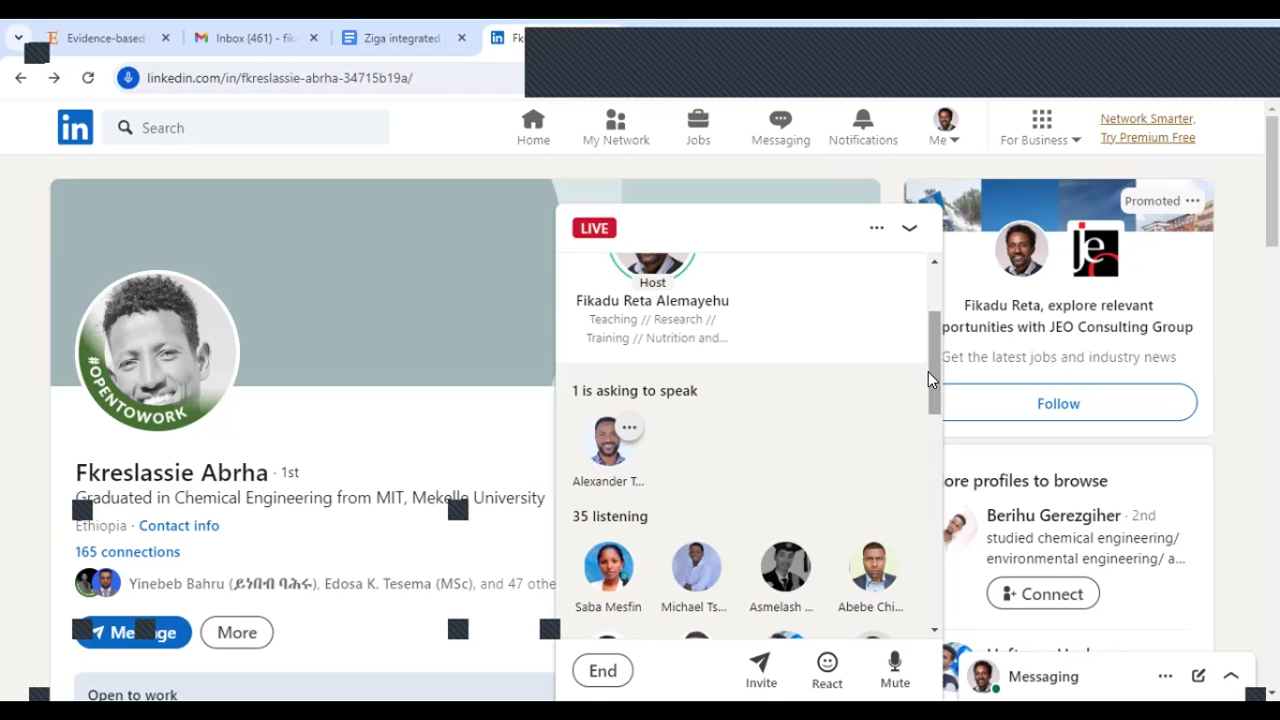 Evidence-based
Inbox (461) - fik
Ziga integrated
Fk
linkedin.com/in/fkreslassie-abrha-34715b19a/
in
Search
Home
My Network
Jobs
Messaging
Notifications
Me
For Business
Network Smarter,
Try Premium Free
#OPENTOWORK
Fkreslassie Abrha · 1st
Graduated in Chemical Engineering from MIT, Mekelle University
Ethiopia · Contact info
165 connections
Yinebeb Bahru (ይነበብ ባሕሩ), Edosa K. Tesema (MSc), and 47 othe
More
Open to work
LIVE
Host
Fikadu Reta Alemayehu
Teaching // Research //
Training // Nutrition and...
1 is asking to speak
Alexander T...
35 listening
Saba Mesfin
Michael Ts...
Asmelash ...
Abebe Chi...
End
Invite
React
Mute
Promoted
Fikadu Reta, explore relevant
portunities with JEO Consulting Group
Get the latest jobs and industry news
Follow
ore profiles to browse
Berihu Gerezgiher · 2nd
studied chemical engineering/
environmental engineering/ a...
Connect
Messaging